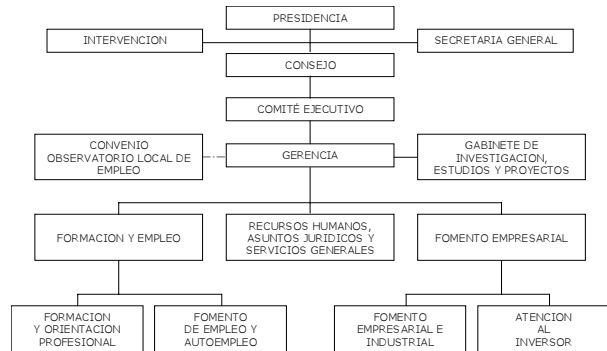 PRESIDENCIA
INTERVENCION
SECRETARIA GENERAL
CONSEJO
COMITÉ EJECUTIVO
CONVENIO
OBSERVATORIO LOCAL DE
EMPLEO
GERENCIA
GABINETE DE
INVESTIGACION,
ESTUDIOS Y PROYECTOS
FORMACION Y EMPLEO
RECURSOS HUMANOS,
ASUNTOS JURIDICOS Y
SERVICIOS GENERALES
FOMENTO EMPRESARIAL
FORMACION
Y ORIENTACION
PROFESIONAL
FOMENTO
DE EMPLEO Y
AUTOEMPLEO
FOMENTO
EMPRESARIAL E
INDUSTRIAL
ATENCION
AL
INVERSOR